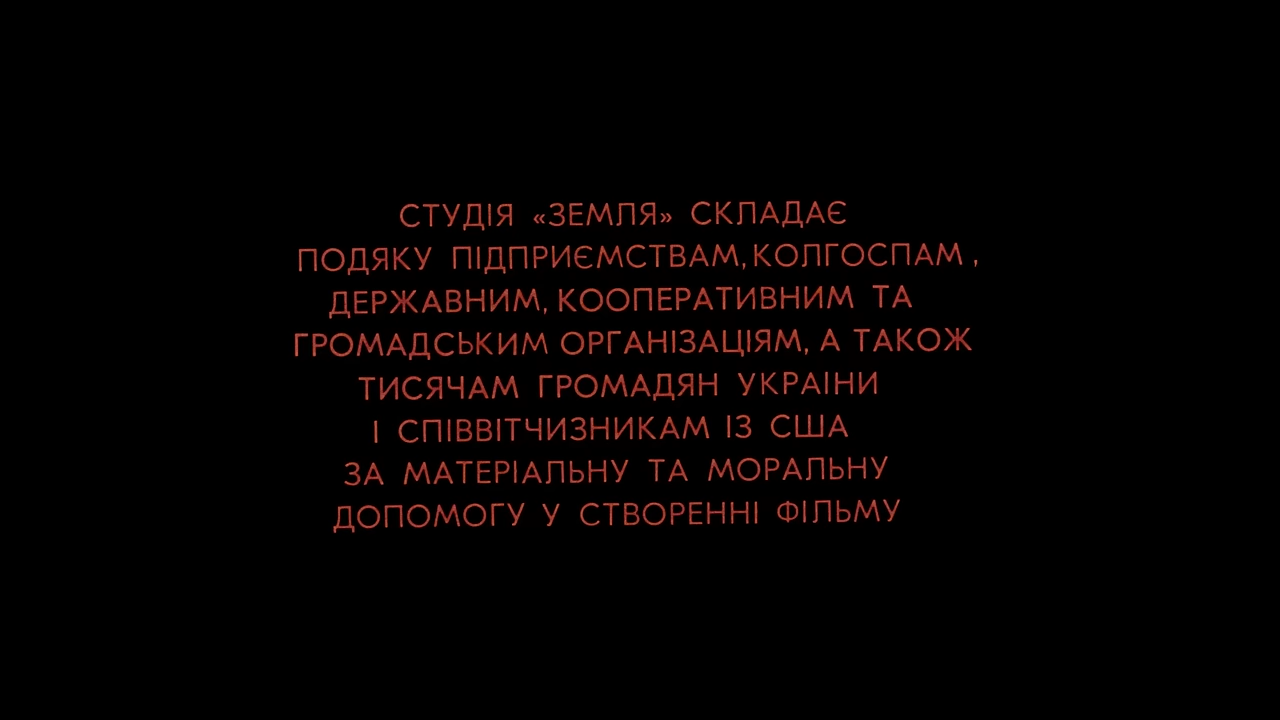 СТУДІЯ «ЗЕМЛЯ» СКЛАДАЄ
ПОДЯКУ ПІДПРИЄМСТВАМ, КОЛГОСПАМ ,
ДЕРЖАВНИМ, КООПЕРАТИВНИМ ТА
ГРОМАДСЬКИМ ОРГАНІЗАЦІЯМ, А ТАКОЖ
ТИСЯЧАМ ГРОМАДЯН УКРАІНИ
І СПІВВІТЧИЗНИКАМ ІЗ США
ЗА МАТЕРІАЛЬНУ ТА МОРАЛЬНУ
ДОПОМОГУ У СТВОРЕННІ ФІЛЬМУ